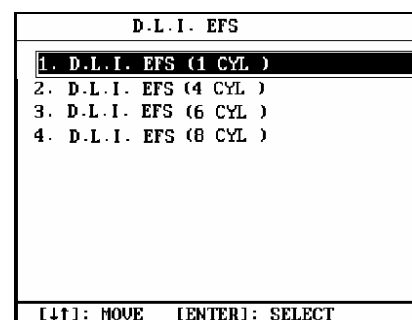 D.L.I. EFS
1. D.L.I. EFS (1 CYL )
2. D.L.I. EFS (4 CYL )
3. D.L.I. EFS (6 CYL )
4. D.L.I. EFS (8 CYL )
[↓↑]: MOVE [ENTER]: SELECT